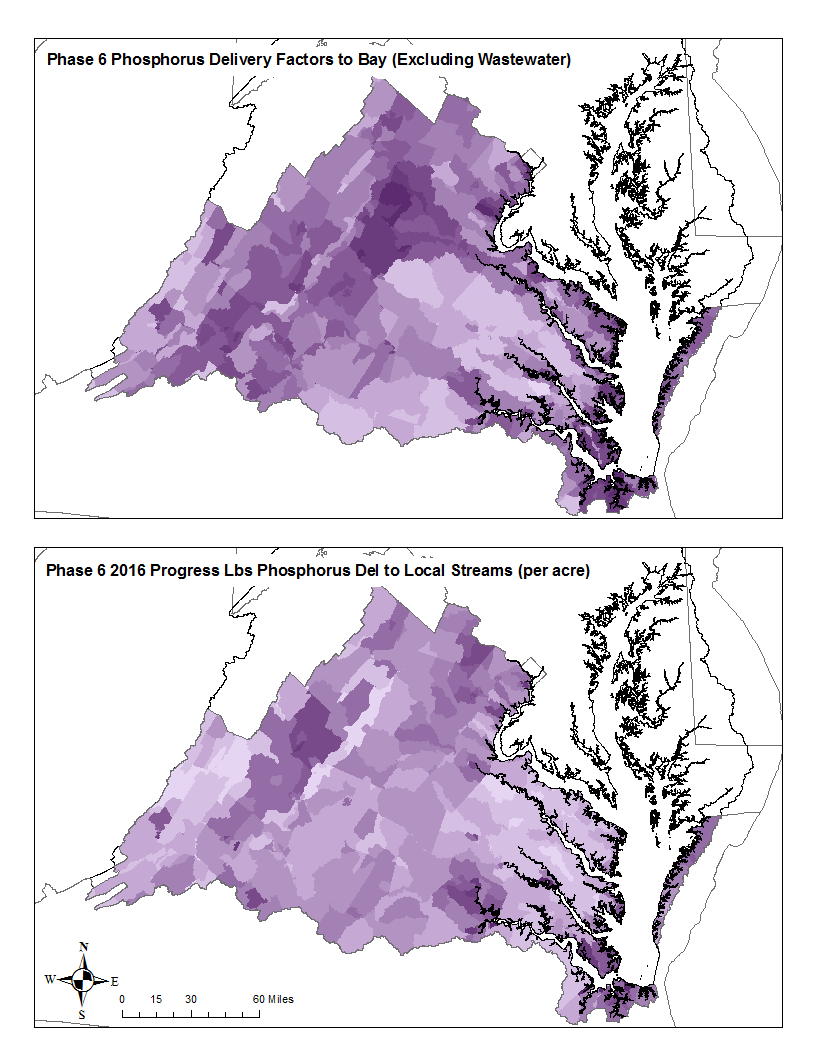 Phase 6 Phosphorus Delivery Factors to Bay (Excluding Wastewater)
Phase 6 2016 Progress Lbs Phosphorus Del to Local Streams (per acre)
N
W E
S
0 15 30 60 Miles